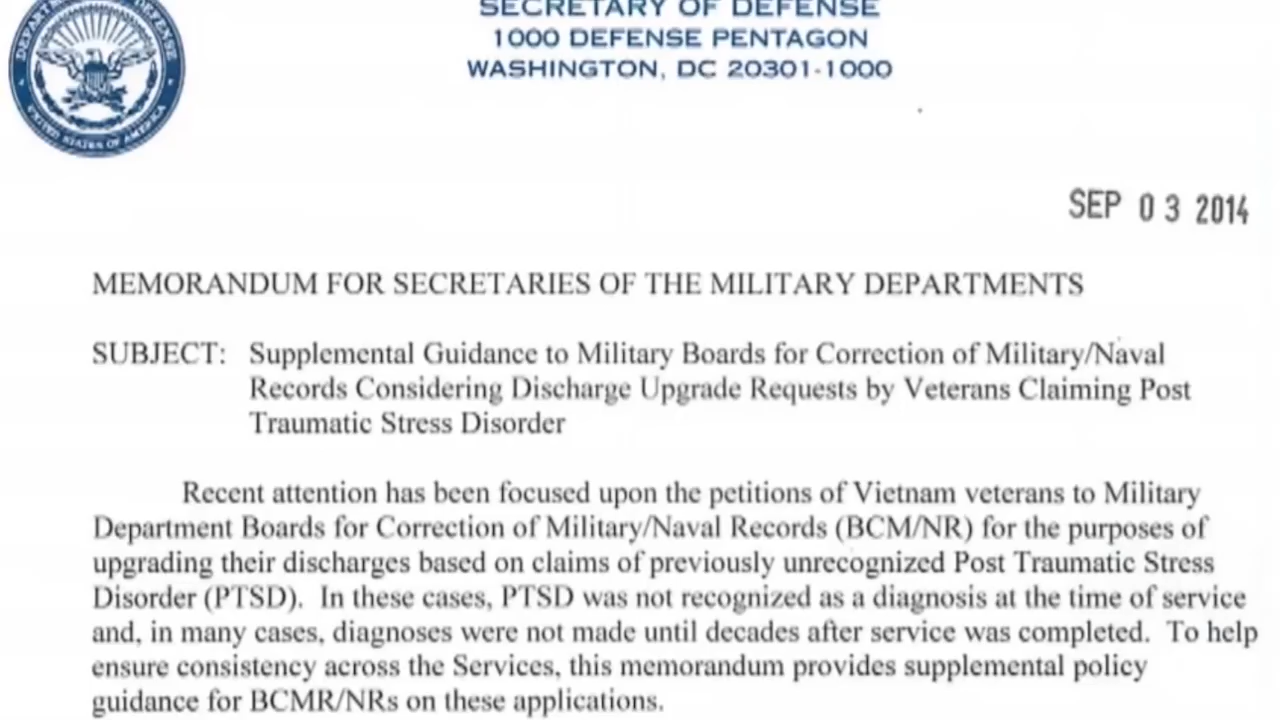 SECRETARY OF DEFENSE
1000 DEFENSE PENTAGON
WASHINGTON, DC 20301-1000
UNITED STATES OF AMERICA
SEP 03 2014
MEMORANDUM FOR SECRETARIES OF THE MILITARY DEPARTMENTS
SUBJECT: Supplemental Guidance to Military Boards for Correction of Military/Naval
Records Considering Discharge Upgrade Requests by Veterans Claiming Post
Traumatic Stress Disorder
Recent attention has been focused upon the petitions of Vietnam veterans to Military
Department Boards for Correction of Military/Naval Records (BCM/NR) for the purposes of
upgrading their discharges based on claims of previously unrecognized Post Traumatic Stress
Disorder (PTSD). In these cases, PTSD was not recognized as a diagnosis at the time of service
and, in many cases, diagnoses were not made until decades after service was completed. To help
ensure consistency across the Services, this memorandum provides supplemental policy
guidance for BCMR/NRs on these applications.